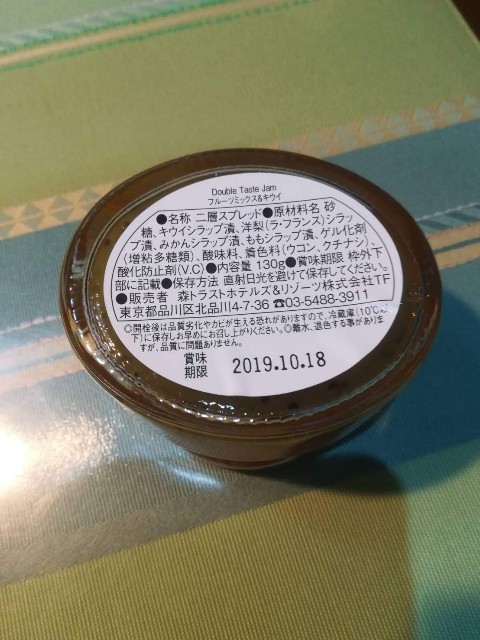 Double Taste Jam
フルーツミックス&キウイ
●名称 二層スプレッド●原材料名 砂
糖、キウイシラップ漬、洋梨(ラ・フランス)シラッ
プ漬、みかんシラップ漬、ももシラップ漬、ゲル化剤
(増粘多糖類)、酸味料、着色料(ウコン、クチナシ)、
酸化防止剤(V.C)●内容量 130g●賞味期限 枠外下
部に記載●保存方法 直射日光を避けて保存してください。
●販売者 森トラストホテルズ&リゾーツ株式会社TF
東京都品川区北品川4-7-36 ☎03-5488-3911
◎開栓後は品質劣化やカビが生える恐れがありますので、冷蔵庫(10℃以
下)に保存しお早めにお召し上がりください。◎離水、退色する事がありま
すが、品質に問題ありません。
賞味
期限 2019.10.18